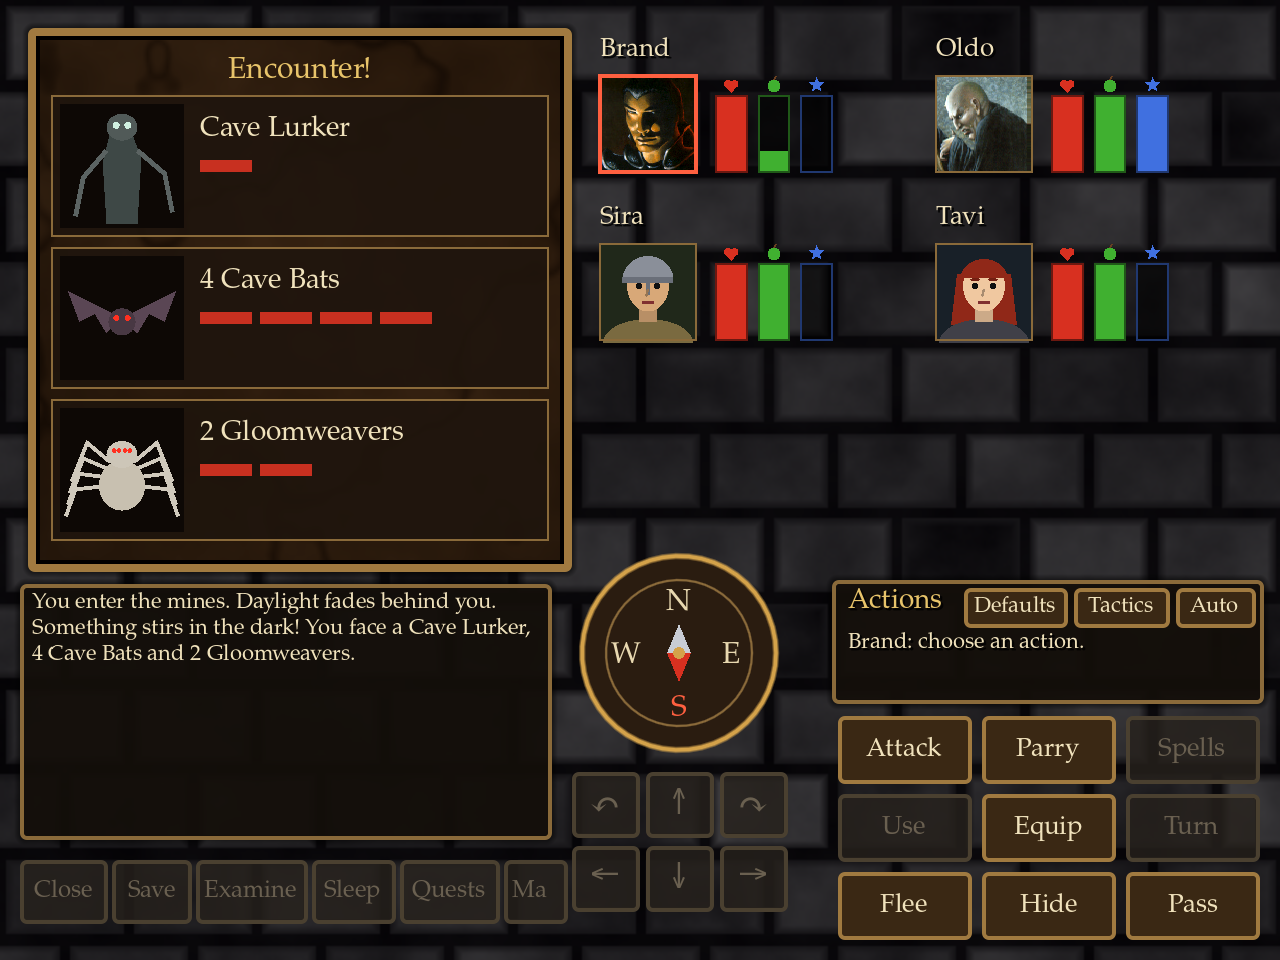 Encounter!
Cave Lurker
4 Cave Bats
2 Gloomweavers
Brand
Oldo
Sira
Tavi
You enter the mines. Daylight fades behind you.
Something stirs in the dark! You face a Cave Lurker,
4 Cave Bats and 2 Gloomweavers.
N
W E
S
Actions Defaults Tactics Auto
Brand: choose an action.
Attack Parry Spells
Use Equip Turn
Flee Hide Pass
Close Save Examine Sleep Quests Ma